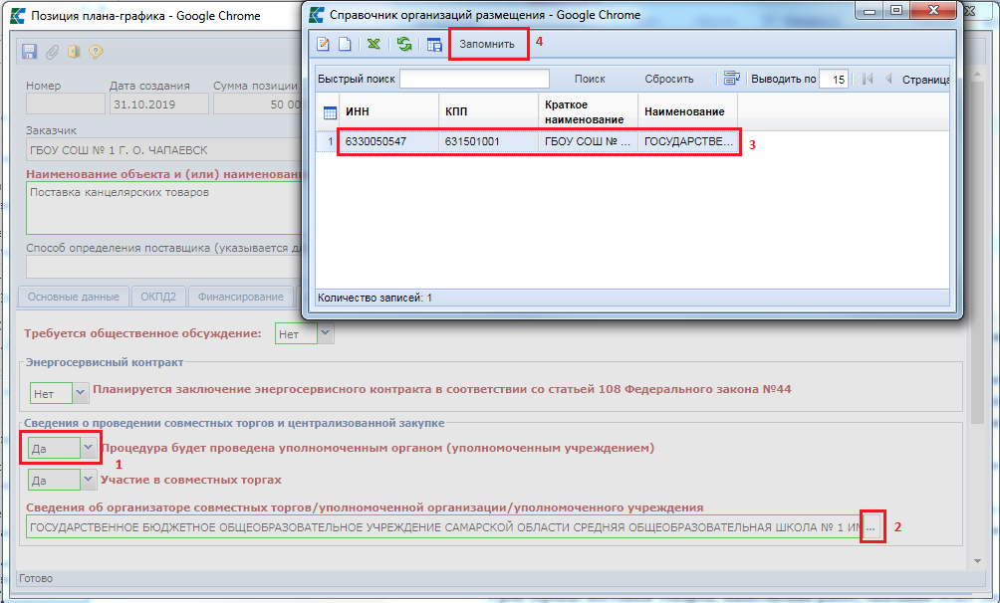 Позиция плана-графика - Google Chrome
Номер
Дата создания
Сумма позиции
31.10.2019
50 00
Заказчик
ГБОУ СОШ № 1 Г. О. ЧАПАЕВСК
Наименование объекта и (или) наименован
Поставка канцелярских товаров
Способ определения поставщика (указывается д
Основные данные
ОКПД2
Финансирование
Требуется общественное обсуждение:
Нет
Энергосервисный контракт
Нет
Планируется заключение энергосервисного контракта в соответствии со статьей 108 Федерального закона №44
Сведения о проведении совместных торгов и централизованной закупке
Да
Процедура будет проведена уполномоченным органом (уполномоченным учреждением)
1
Да
Участие в совместных торгах
Сведения об организаторе совместных торгов/уполномоченной организации/уполномоченного учреждения
ГОСУДАРСТВЕННОЕ БЮДЖЕТНОЕ ОБЩЕОБРАЗОВАТЕЛЬНОЕ УЧРЕЖДЕНИЕ САМАРСКОЙ ОБЛАСТИ СРЕДНЯЯ ОБЩЕОБРАЗОВАТЕЛЬНАЯ ШКОЛА № 1 ИМ
...
2
Готово
Справочник организаций размещения - Google Chrome
Запомнить
4
Быстрый поиск
Поиск
Сбросить
Выводить по
15
Страница
ИНН
КПП
Краткое наименование
Наименование
1
6330050547
631501001
ГБОУ СОШ № ...
ГОСУДАРСТВЕ...
3
Количество записей: 1